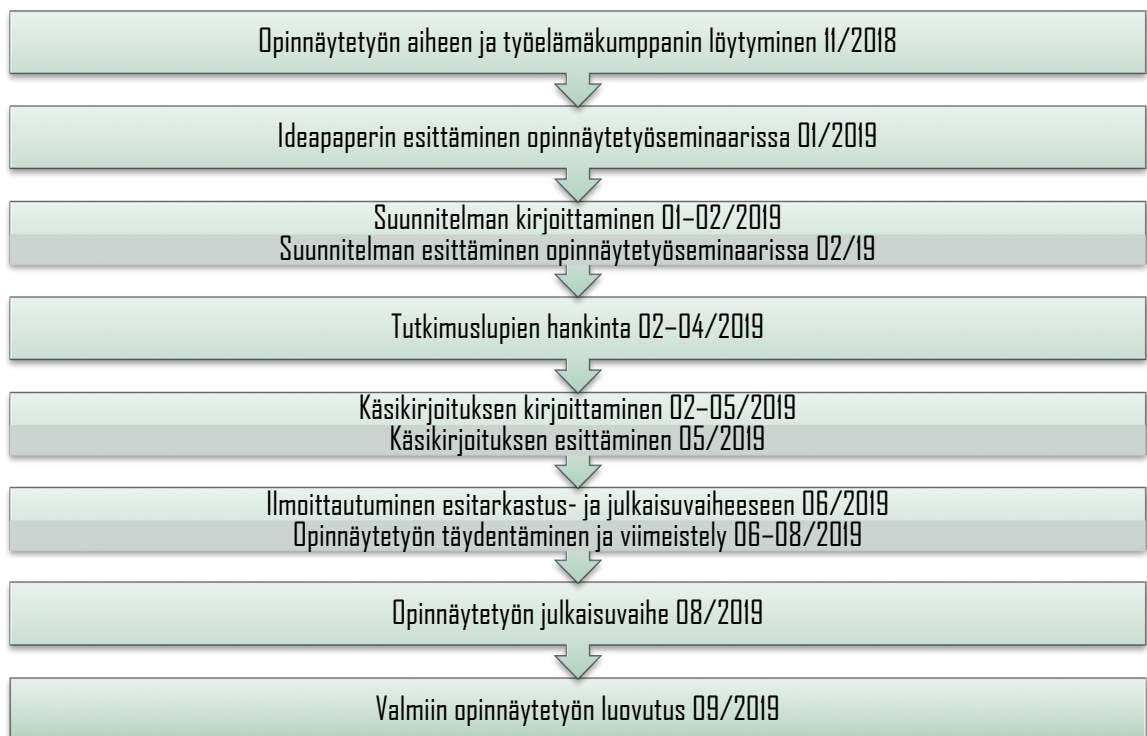 Opinnäytetyön aiheen ja työelämäkumppanin löytyminen 11/2018
Ideapaperin esittäminen opinnäytetyöseminaarissa 01/2019
Suunnitelman kirjoittaminen 01–02/2019
Suunnitelman esittäminen opinnäytetyöseminaarissa 02/19
Tutkimuslupien hankinta 02–04/2019
Käsikirjoituksen kirjoittaminen 02–05/2019
Käsikirjoituksen esittäminen 05/2019
Ilmoittautuminen esitarkastus- ja julkaisuvaiheeseen 06/2019
Opinnäytetyön täydentäminen ja viimeistely 06–08/2019
Opinnäytetyön julkaisuvaihe 08/2019
Valmiin opinnäytetyön luovutus 09/2019